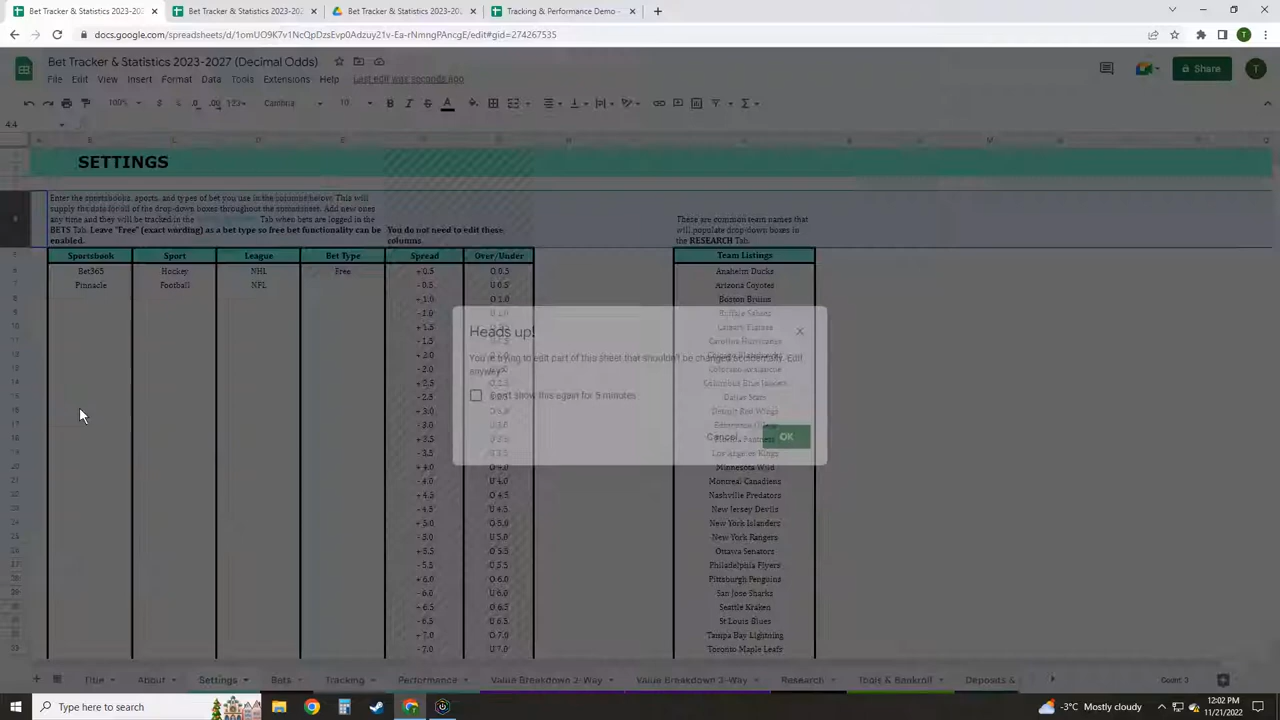 Bet Tracker & Statistics 2023-202
Bet Tracker & Statistics 2023-202
Bet Tracker & Statistics 2023-202
Tracking & Performance Demo -
docs.google.com/spreadsheets/d/1omUO9K7v1NcQpDzsEvp0Adzuy21v-Ea-rNmngPAncgE/edit#gid=274267535
Bet Tracker & Statistics 2023-2027 (Decimal Odds)
File Edit View Insert Format Data Tools Extensions Help Last edit was seconds ago
Share
100% $ % .0 .00 123 Cambria 10
4:4
SETTINGS
Enter the sportsbooks, sports, and types of bet you use in the columns below. This will
supply the data for all of the drop-down boxes throughout the spreadsheet. Add new ones
any time and they will be tracked in the Tab when bets are logged in the
BETS Tab. Leave "Free" (exact wording) as a bet type so free bet functionality can be
enabled.
You do not need to edit these
columns.
These are common team names that
will populate drop-down boxes in
the RESEARCH Tab.
Sportsbook Sport League Bet Type Spread Over/Under Team Listings
Bet365 Hockey NHL Free + 0.5 O 0.5 Anaheim Ducks
Pinnacle Football NFL - 0.5 U 0.5 Arizona Coyotes
+ 1.0 Boston Bruins
- 1.0 Buffalo Sabres
+ 1.5 Calgary Flames
- 1.5 Carolina Hurricanes
+ 2.0 Chicago Blackhawks
- 2.0 Colorado Avalanche
+ 2.5 Columbus Blue Jackets
- 2.5 Dallas Stars
+ 3.0 Detroit Red Wings
- 3.0 Edmonton Oilers
+ 3.5 Florida Panthers
- 3.5 Los Angeles Kings
+ 4.0 O 4.0 Minnesota Wild
- 4.0 U 4.0 Montreal Canadiens
+ 4.5 O 4.5 Nashville Predators
- 4.5 U 4.5 New Jersey Devils
+ 5.0 O 5.0 New York Islanders
- 5.0 U 5.0 New York Rangers
+ 5.5 O 5.5 Ottawa Senators
- 5.5 U 5.5 Philadelphia Flyers
+ 6.0 O 6.0 Pittsburgh Penguins
- 6.0 U 6.0 San Jose Sharks
+ 6.5 O 6.5 Seattle Kraken
- 6.5 U 6.5 St Louis Blues
+ 7.0 O 7.0 Tampa Bay Lightning
- 7.0 U 7.0 Toronto Maple Leafs
Heads up!
You're trying to edit part of this sheet that shouldn't be changed accidentally. Edit
anyway?
Don't show this again for 5 minutes
Cancel OK
Title About Settings Bets Tracking Performance Value Breakdown 2-Way Value Breakdown 3-Way Research Tools & Bankroll Deposits & Count: 3
Type here to search
-3°C Mostly cloudy
12:02 PM
11/21/2022